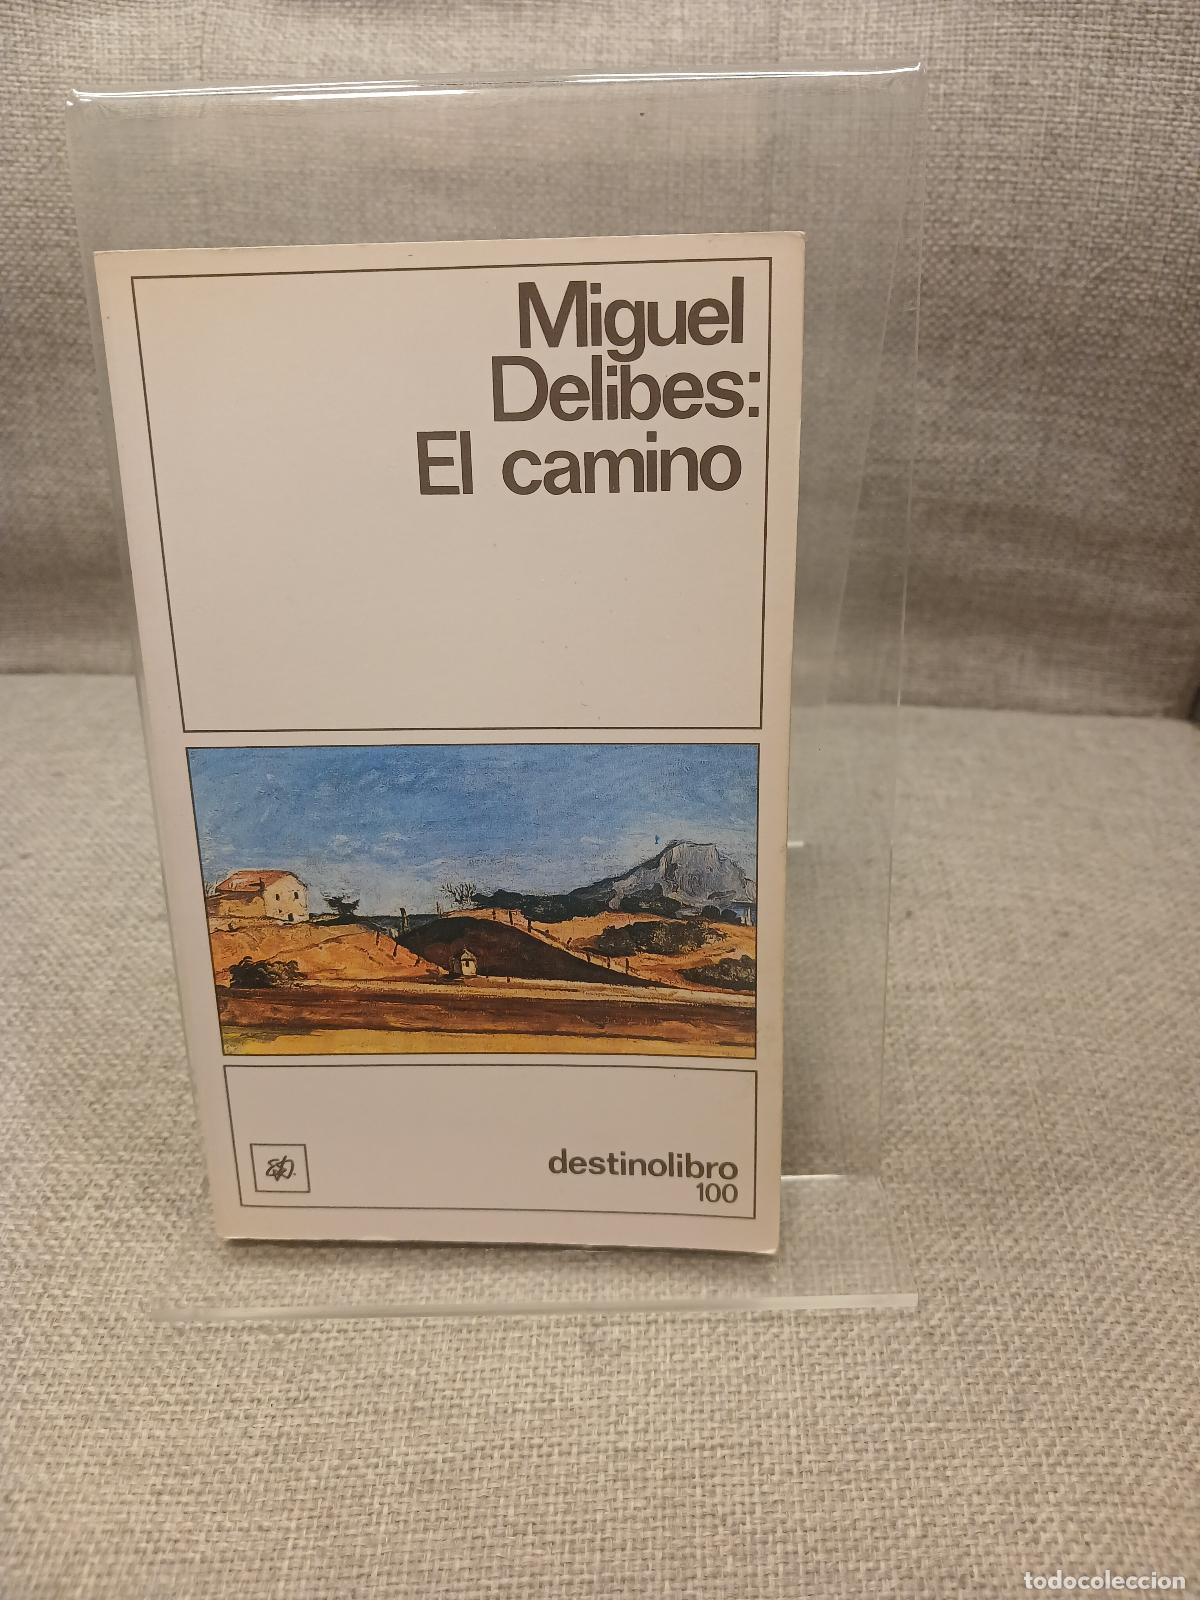 Miguel
Delibes:
El camino
destinolibro
100
todocoleccion